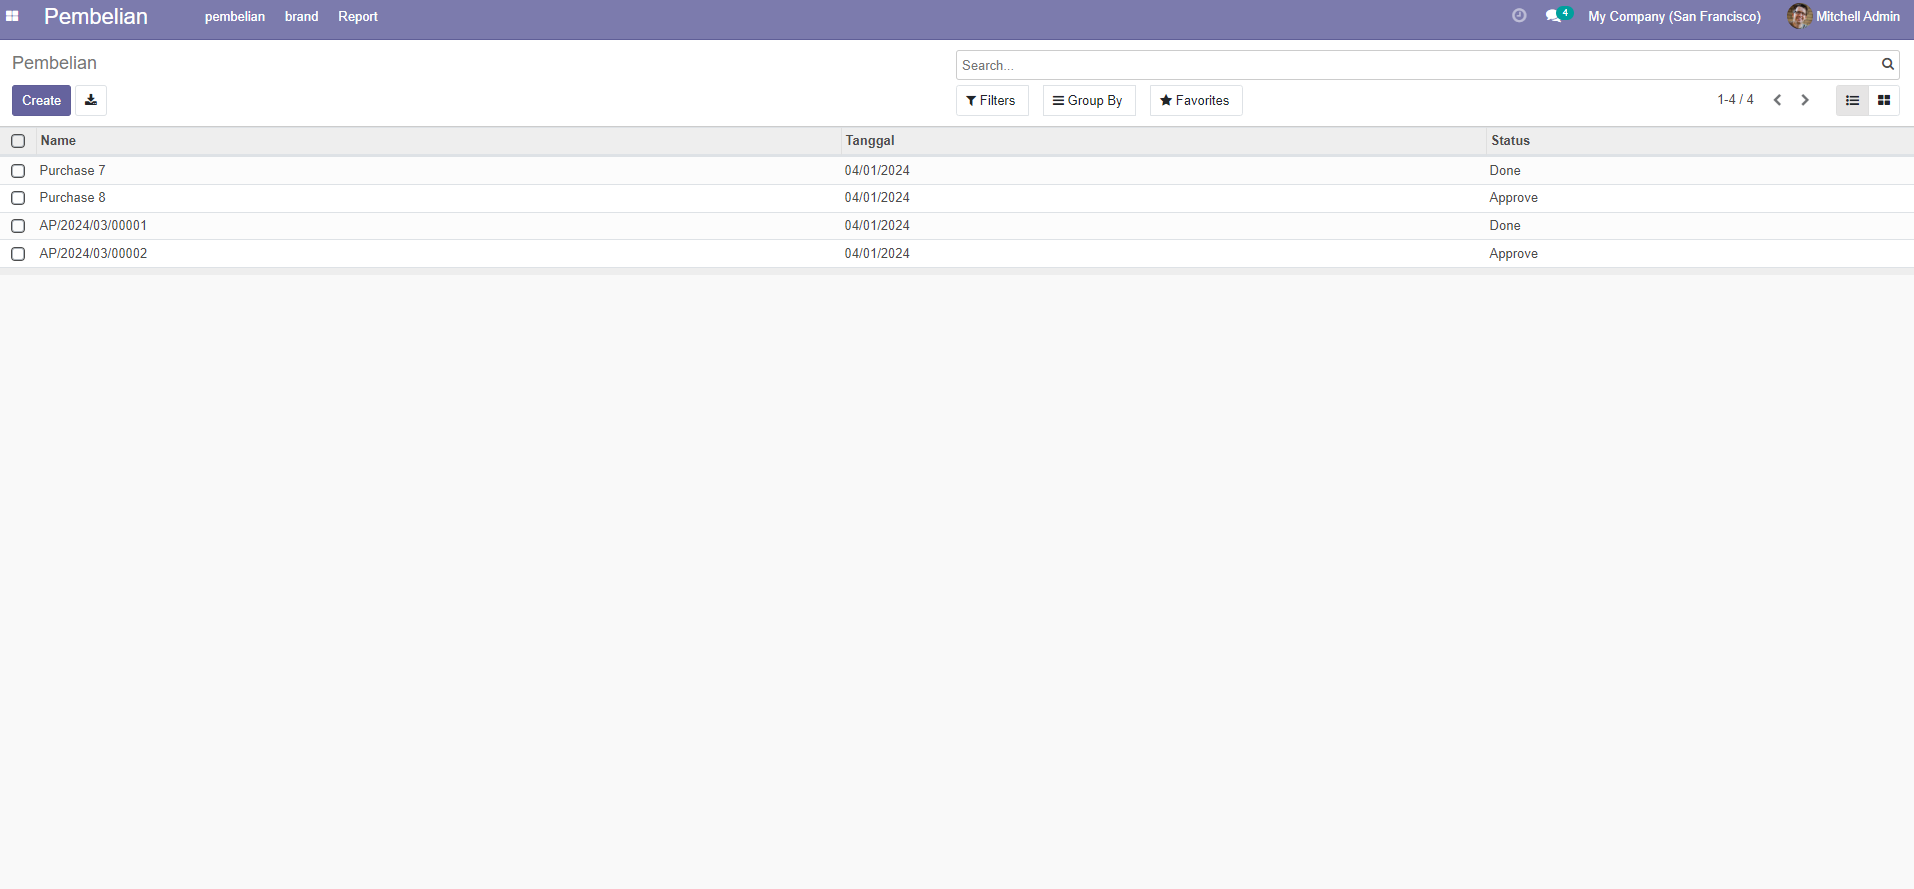 Pembelian pembelian brand Report 4 My Company (San Francisco) Mitchell Admin
Pembelian
Search...
Create Filters Group By Favorites 1-4 / 4
Name Tanggal Status
Purchase 7 04/01/2024 Done
Purchase 8 04/01/2024 Approve
AP/2024/03/00001 04/01/2024 Done
AP/2024/03/00002 04/01/2024 Approve